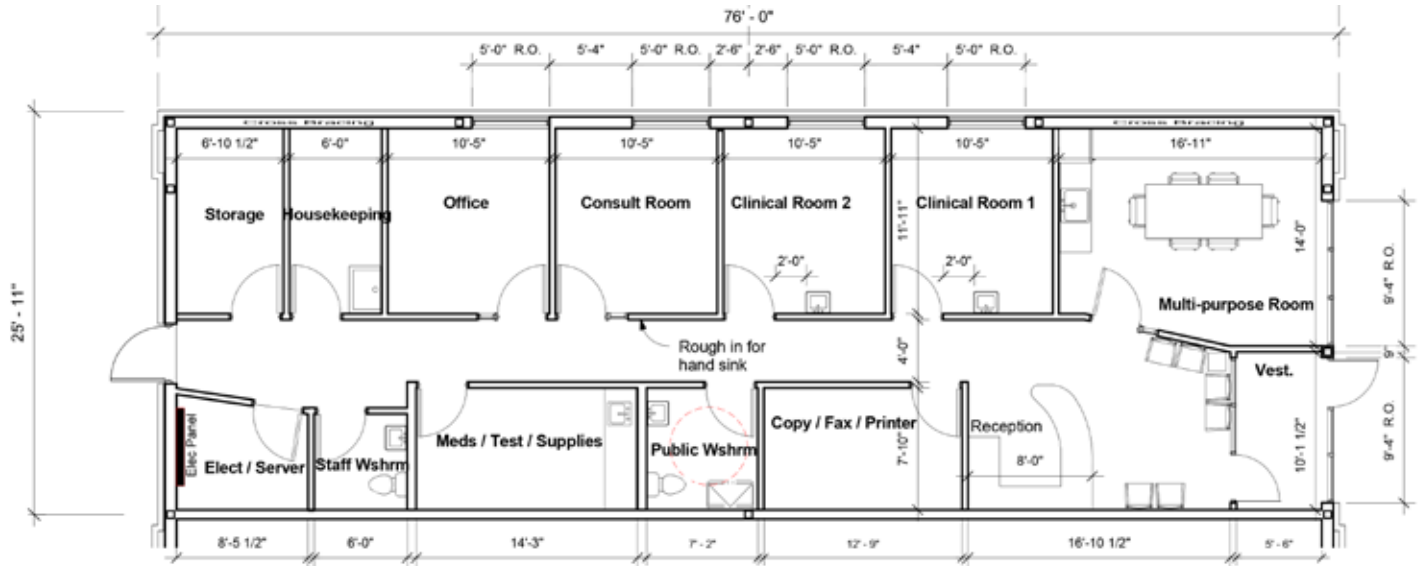 76' - 0"
5'-0" R.O.
5'-4"
5'-0" R.O.
2'-6"
2'-6"
5'-0" R.O.
5'-4"
5'-0" R.O.
Cross Bracing
Cross Bracing
6'-10 1/2"
6'-0"
10'-5"
10'-5"
10'-5"
10'-5"
16'-11"
Storage
Housekeeping
Office
Consult Room
Clinical Room 2
Clinical Room 1
11'-11"
14'-0"
9'-4" R.O.
2'-0"
2'-0"
Multi-purpose Room
25' - 11"
Rough in for
hand sink
4'-0"
9"
Vest.
Elec Panel
Elect / Server
Staff Wshrm
Meds / Test / Supplies
Public Wshrm
Copy / Fax / Printer
7'-10"
Reception
8'-0"
10'-1 1/2"
9'-4" R.O.
8'-5 1/2"
6'-0"
14'-3"
7' - 2"
12' - 9"
16'-10 1/2"
5' - 6"